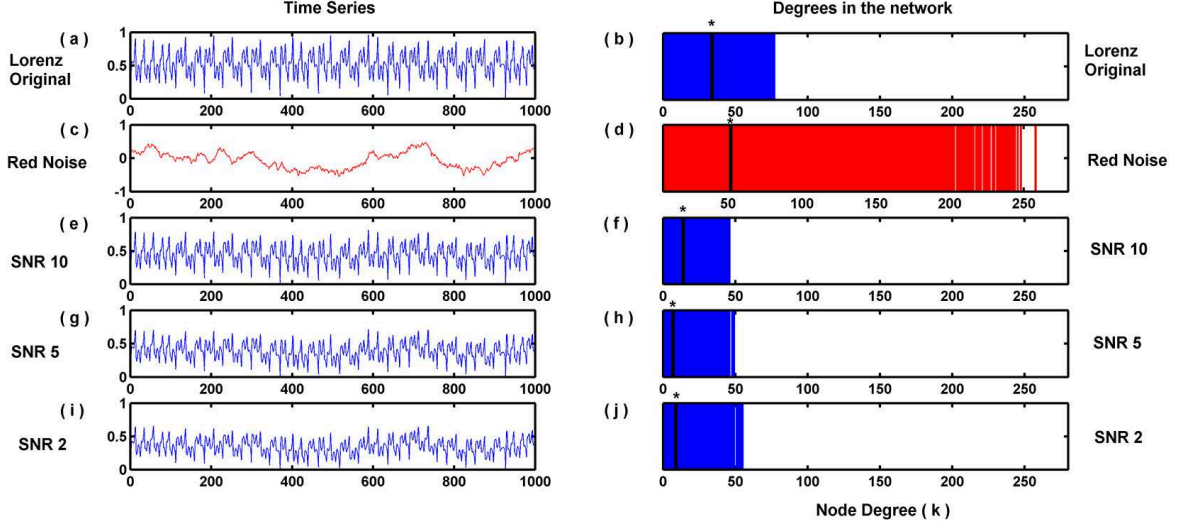 Time Series
Degrees in the network
( a )
Lorenz
Original
1
0.5
0
0 200 400 600 800 1000
( b )
*
Lorenz
Original
0 50 100 150 200 250
( c )
Red Noise
1
0
-1
0 200 400 600 800 1000
( d )
*
Red Noise
0 50 100 150 200 250
( e )
SNR 10
1
0.5
0
0 200 400 600 800 1000
( f )
*
SNR 10
0 50 100 150 200 250
( g )
SNR 5
1
0.5
0
0 200 400 600 800 1000
( h )
*
SNR 5
0 50 100 150 200 250
( i )
SNR 2
1
0.5
0
0 200 400 600 800 1000
( j )
*
SNR 2
0 50 100 150 200 250
Node Degree ( k )